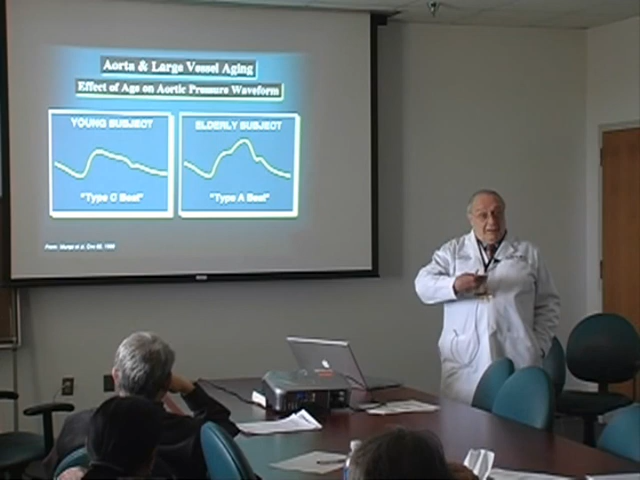 Aorta & Large Vessel Aging
Effect of Age on Aortic Pressure Waveform
YOUNG SUBJECT
ELDERLY SUBJECT
"Type C Beat"
"Type A Beat"